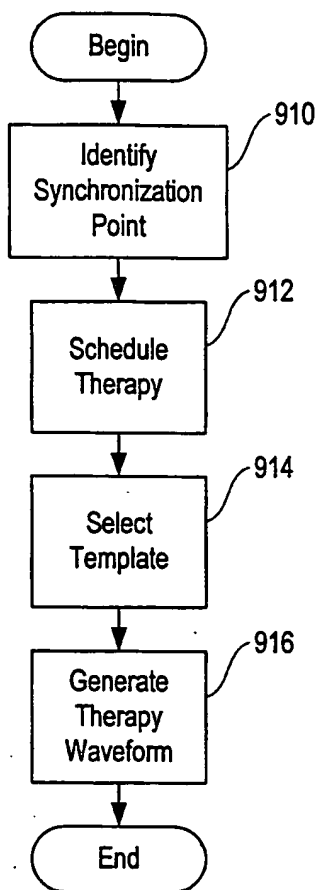 Begin
910
Identify
Synchronization
Point
912
Schedule
Therapy
914
Select
Template
916
Generate
Therapy
Waveform
End